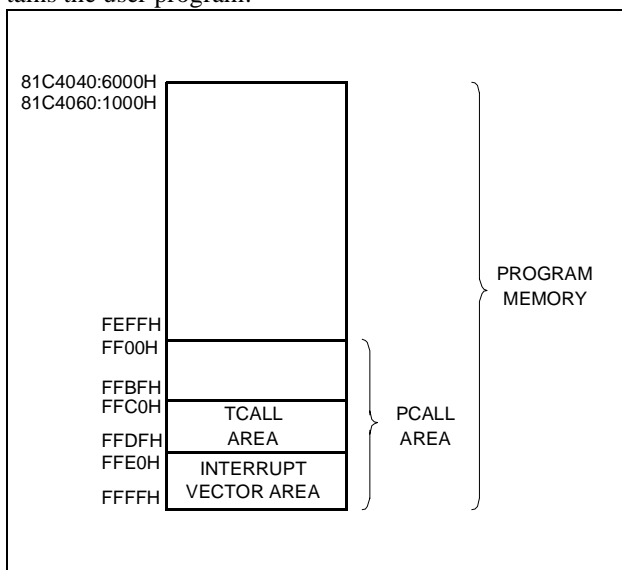 tains the user program.
81C4040:6000H
81C4060:1000H
PROGRAM
MEMORY
FEFFH
FF00H
FFBFH
FFC0H
TCALL
AREA
PCALL
AREA
FFDFH
FFE0H
INTERRUPT
VECTOR AREA
FFFFH